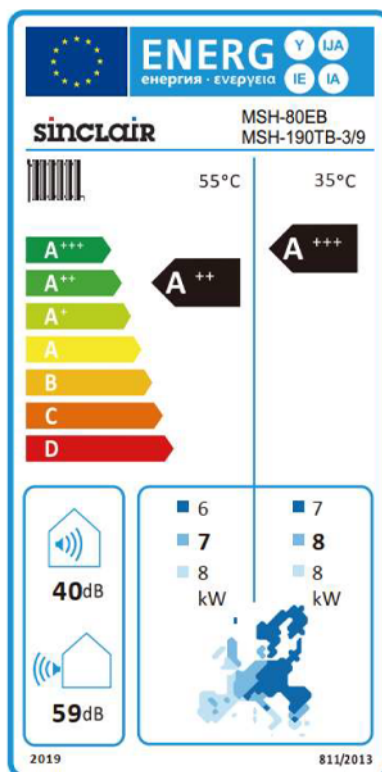 ENERG
Y IJA
IE IA
енергия · ενεργεια
sinclair
MSH-80EB
MSH-190TB-3/9
55°C 35°C
A+++
A++
A+
A
B
C
D
A ++
A +++
40dB
59dB
6 7
7 8
8 8
kW kW
2019 811/2013